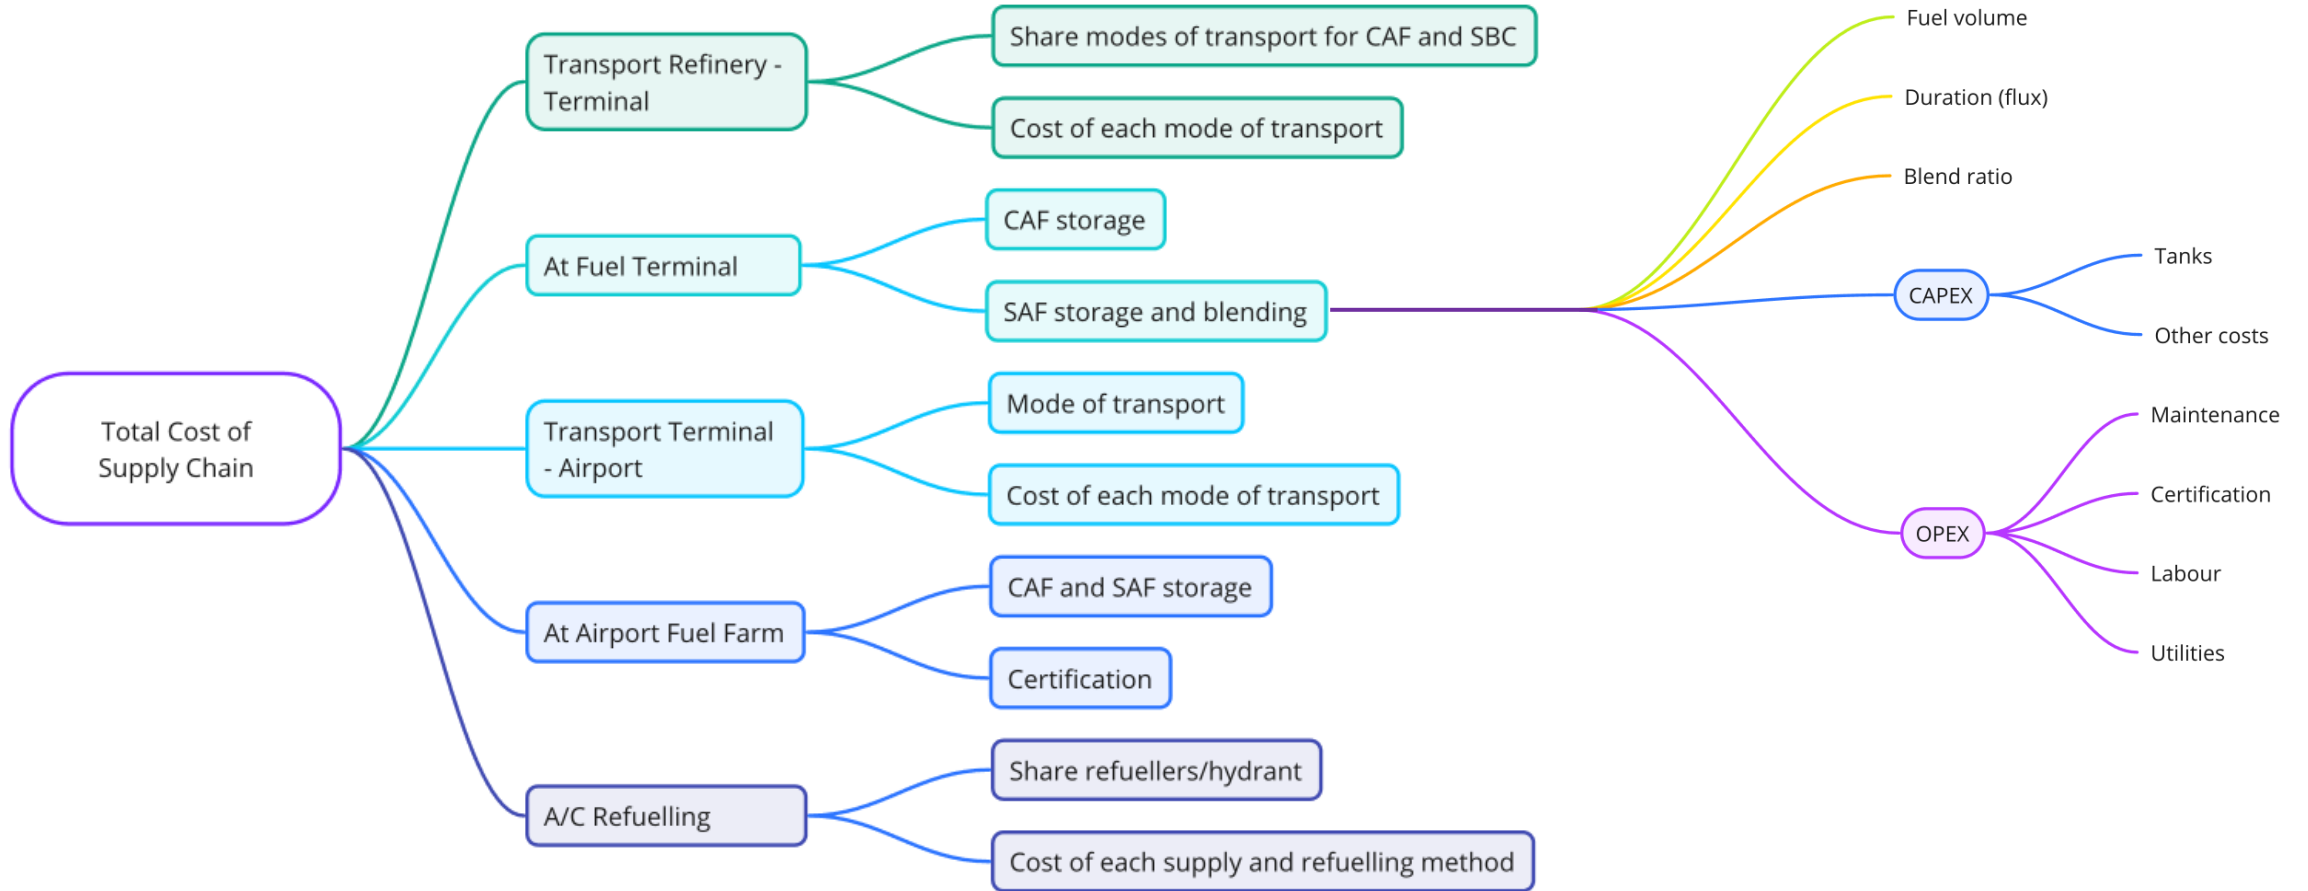 Total Cost of
Supply Chain
Transport Refinery -
Terminal
Share modes of transport for CAF and SBC
Cost of each mode of transport
At Fuel Terminal
CAF storage
SAF storage and blending
Fuel volume
Duration (flux)
Blend ratio
CAPEX
Tanks
Other costs
OPEX
Maintenance
Certification
Labour
Utilities
Transport Terminal
- Airport
Mode of transport
Cost of each mode of transport
At Airport Fuel Farm
CAF and SAF storage
Certification
A/C Refuelling
Share refuellers/hydrant
Cost of each supply and refuelling method